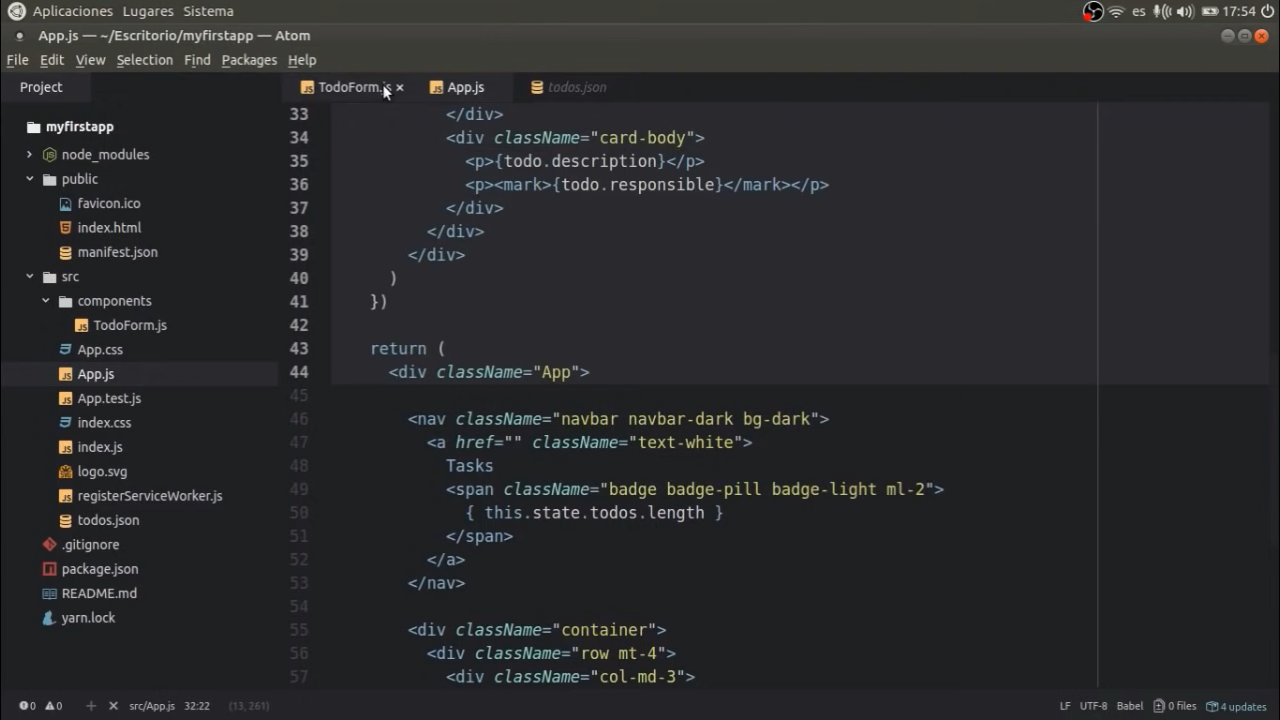 Aplicaciones Lugares Sistema es 17:54
App.js — ~/Escritorio/myfirstapp — Atom
File Edit View Selection Find Packages Help
Project
TodoForm.js App.js todos.json
myfirstapp
node_modules
public
favicon.ico
index.html
manifest.json
src
components
TodoForm.js
App.css
App.js
App.test.js
index.css
index.js
logo.svg
registerServiceWorker.js
todos.json
.gitignore
package.json
README.md
yarn.lock
33 </div>
34 <div className="card-body">
35 <p>{todo.description}</p>
36 <p><mark>{todo.responsible}</mark></p>
37 </div>
38 </div>
39 </div>
40 )
41 })
42
43 return (
44 <div className="App">
45
46 <nav className="navbar navbar-dark bg-dark">
47 <a href="" className="text-white">
48 Tasks
49 <span className="badge badge-pill badge-light ml-2">
50 { this.state.todos.length }
51 </span>
52 </a>
53 </nav>
54
55 <div className="container">
56 <div className="row mt-4">
57 <div className="col-md-3">
0 0 src/App.js 32:22 (13, 261) LF UTF-8 Babel 0 files 4 updates